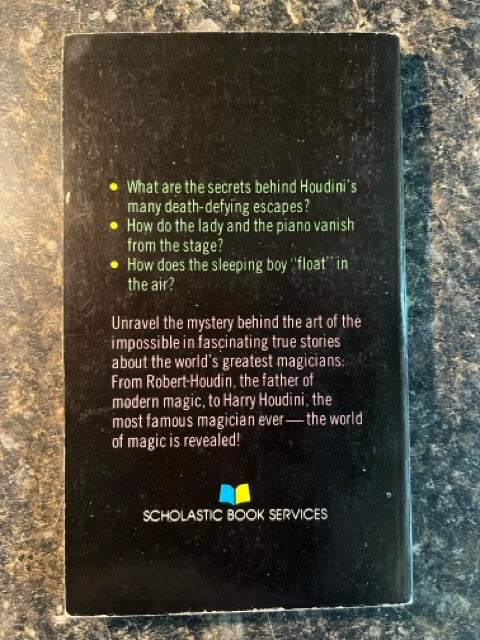 • What are the secrets behind Houdini's
many death-defying escapes?
• How do the lady and the piano vanish
from the stage?
• How does the sleeping boy "float" in
the air?
Unravel the mystery behind the art of the
impossible in fascinating true stories
about the world's greatest magicians:
From Robert-Houdin, the father of
modern magic, to Harry Houdini, the
most famous magician ever — the world
of magic is revealed!
SCHOLASTIC BOOK SERVICES